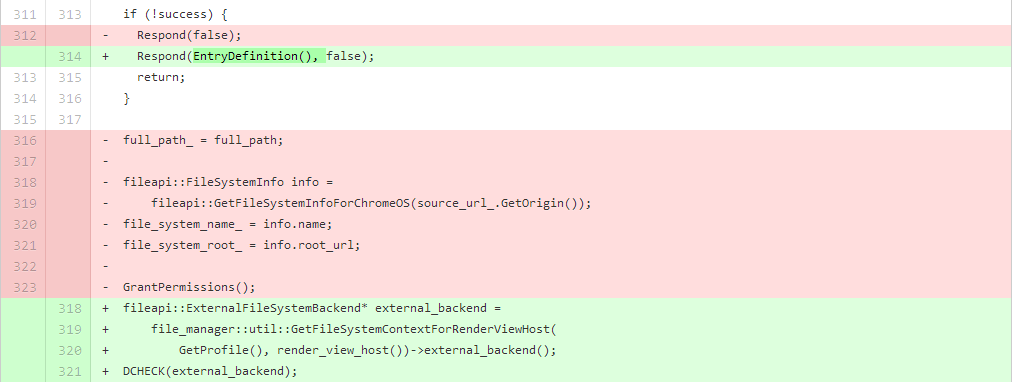 311 313 if (!success) {
312 - Respond(false);
314 + Respond(EntryDefinition(), false);
313 315 return;
314 316 }
315 317
316 - full_path_ = full_path;
317 -
318 - fileapi::FileSystemInfo info =
319 - fileapi::GetFileSystemInfoForChromeOS(source_url_.GetOrigin());
320 - file_system_name_ = info.name;
321 - file_system_root_ = info.root_url;
322 -
323 - GrantPermissions();
318 + fileapi::ExternalFileSystemBackend* external_backend =
319 + file_manager::util::GetFileSystemContextForRenderViewHost(
320 + GetProfile(), render_view_host())->external_backend();
321 + DCHECK(external_backend);